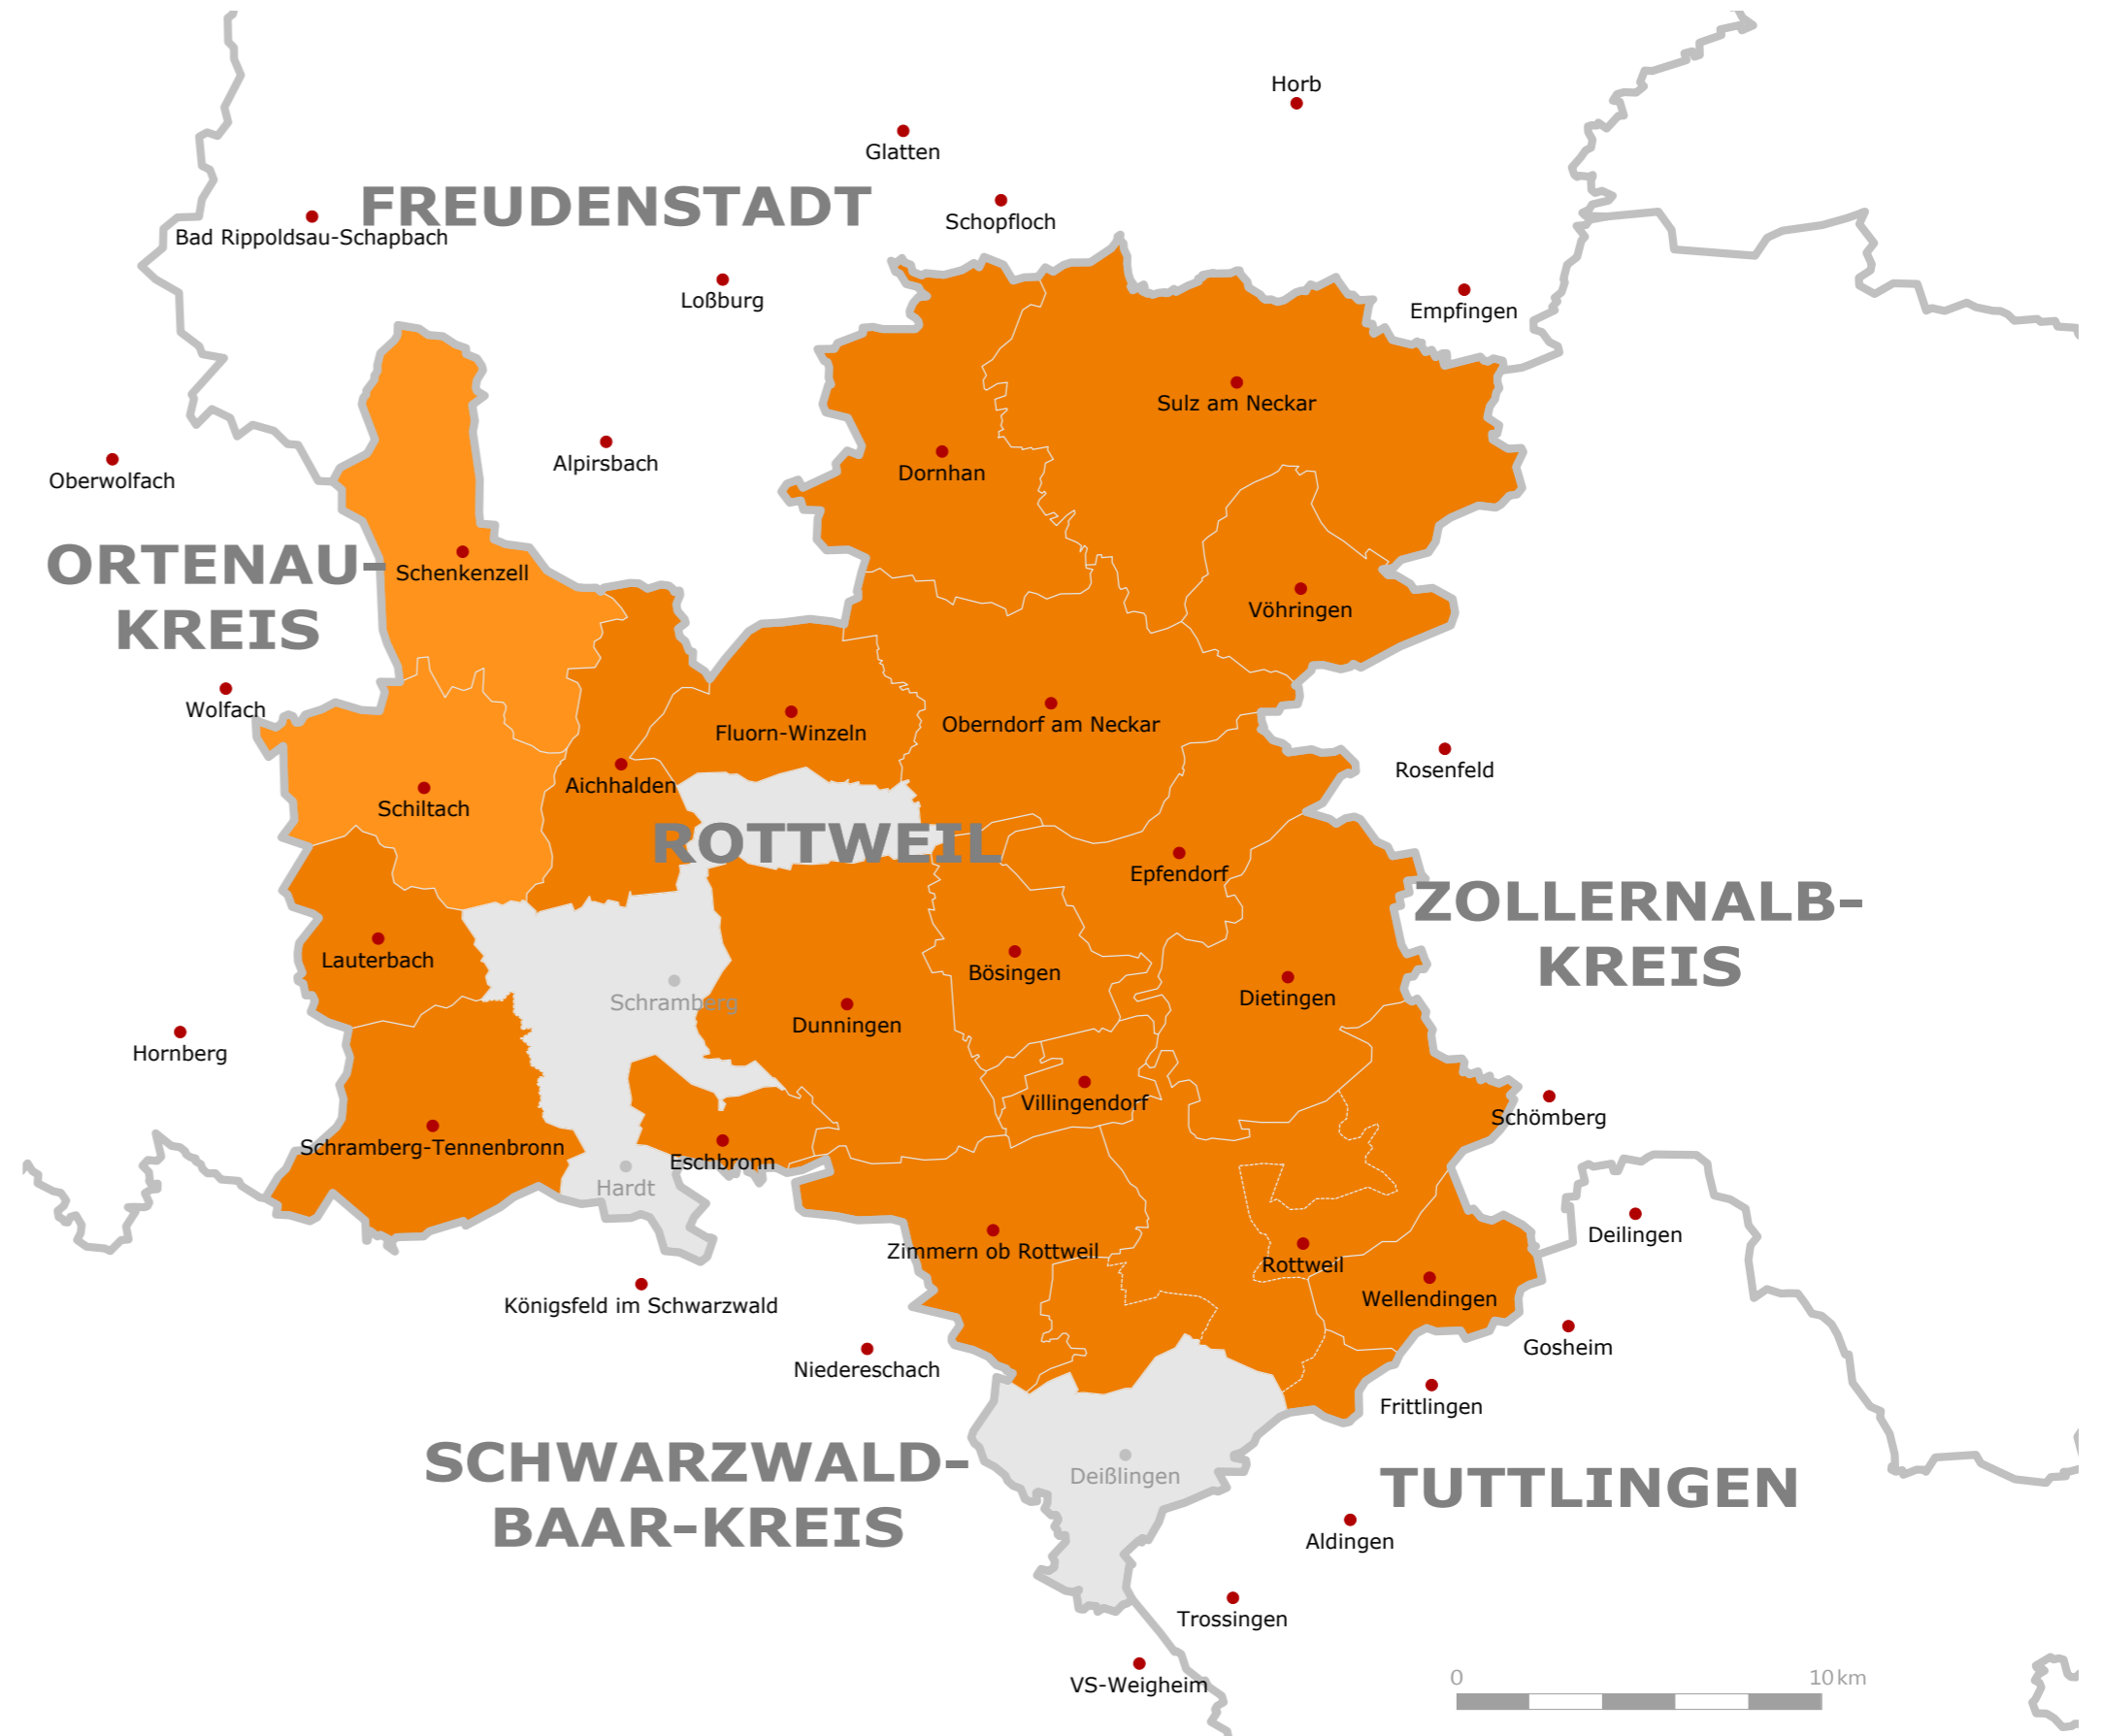 Horb
Glatten
FREUDENSTADT
Schopfloch
Bad Rippoldsau-Schapbach
Loßburg
Empfingen
Sulz am Neckar
Alpirsbach
Dornhan
Oberwolfach
ORTENAU-
KREIS
Schenkenzell
Vöhringen
Wolfach
Fluorn-Winzeln
Oberndorf am Neckar
Rosenfeld
Aichhalden
Schiltach
ROTTWEIL
Epfendorf
ZOLLERNALB-
KREIS
Lauterbach
Bösingen
Schramberg
Dietingen
Dunningen
Hornberg
Villingendorf
Schömberg
Schramberg-Tennenbronn
Eschbronn
Hardt
Deilingen
Zimmern ob Rottweil
Rottweil
Wellendingen
Königsfeld im Schwarzwald
Gosheim
Niedereschach
Frittlingen
SCHWARZWALD-
BAAR-KREIS
Deißlingen
TUTTLINGEN
Aldingen
Trossingen
VS-Weigheim
0 10 km